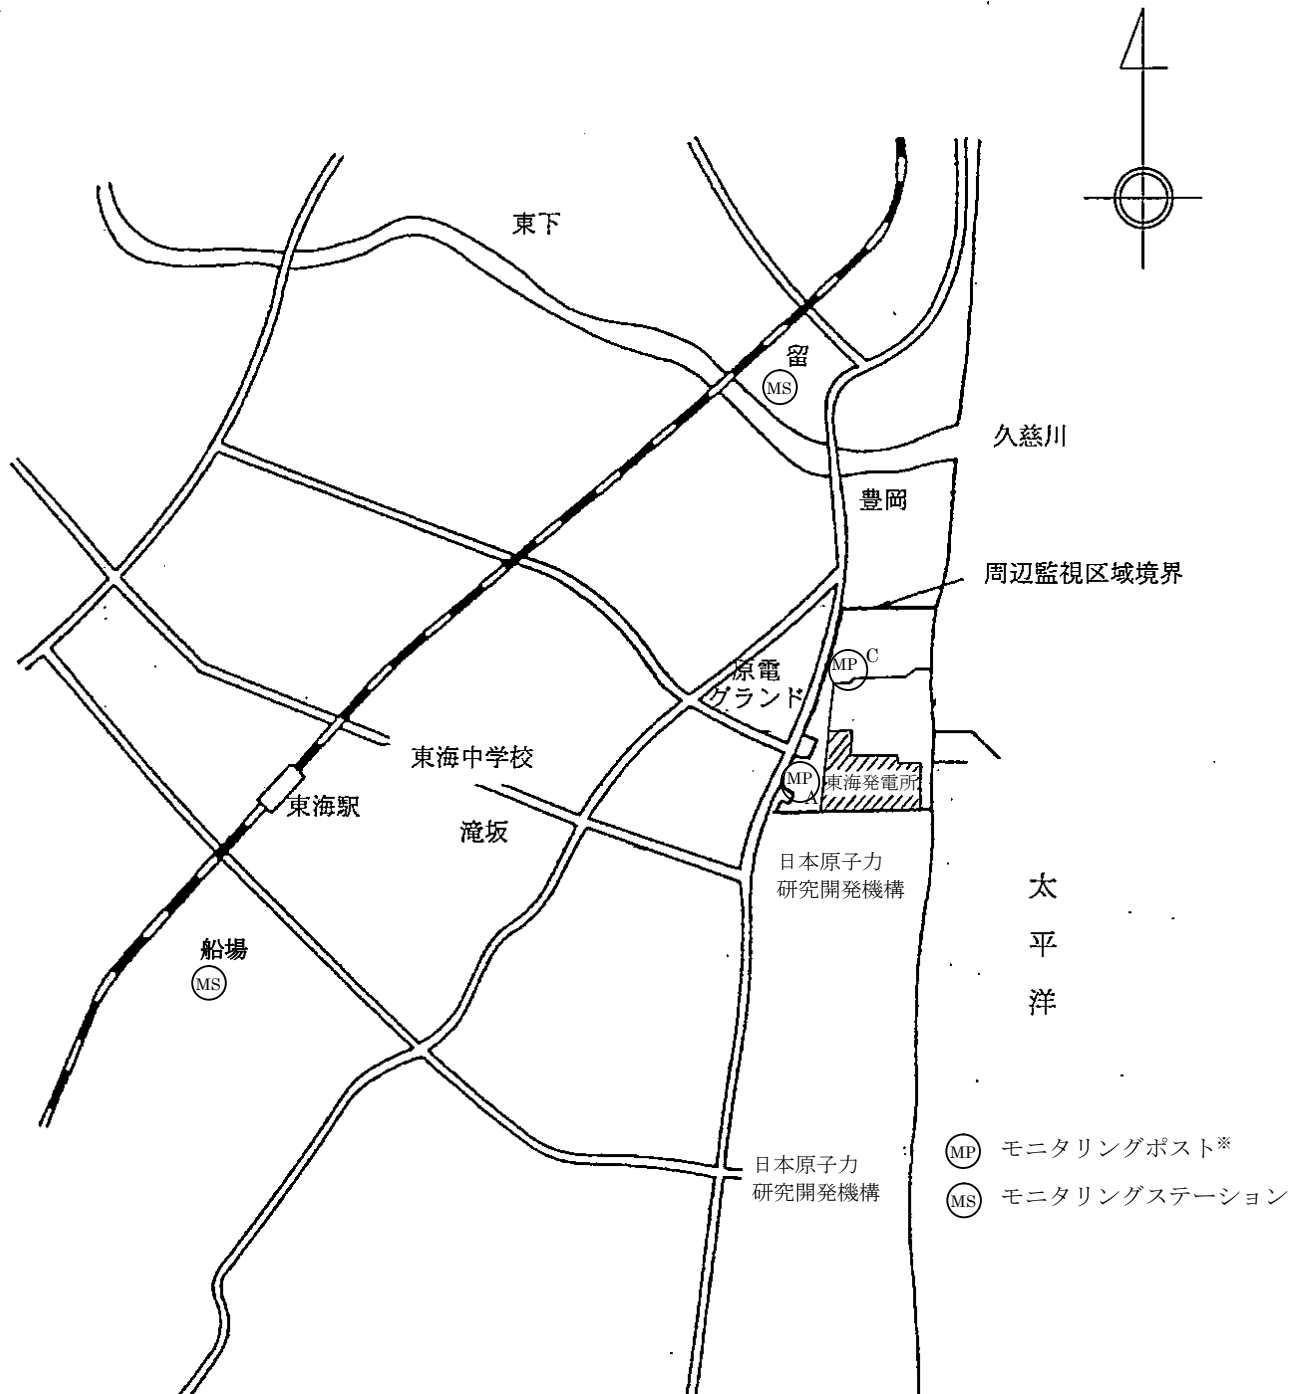 東下
留
MS
久慈川
豊岡
周辺監視区域境界
MP
C
原電
グランド
東海中学校
MP
A
東海発電所
東海駅
滝坂
日本原子力
研究開発機構
太
平
洋
船場
MS
日本原子力
研究開発機構
MP モニタリングポスト※
MS モニタリングステーション